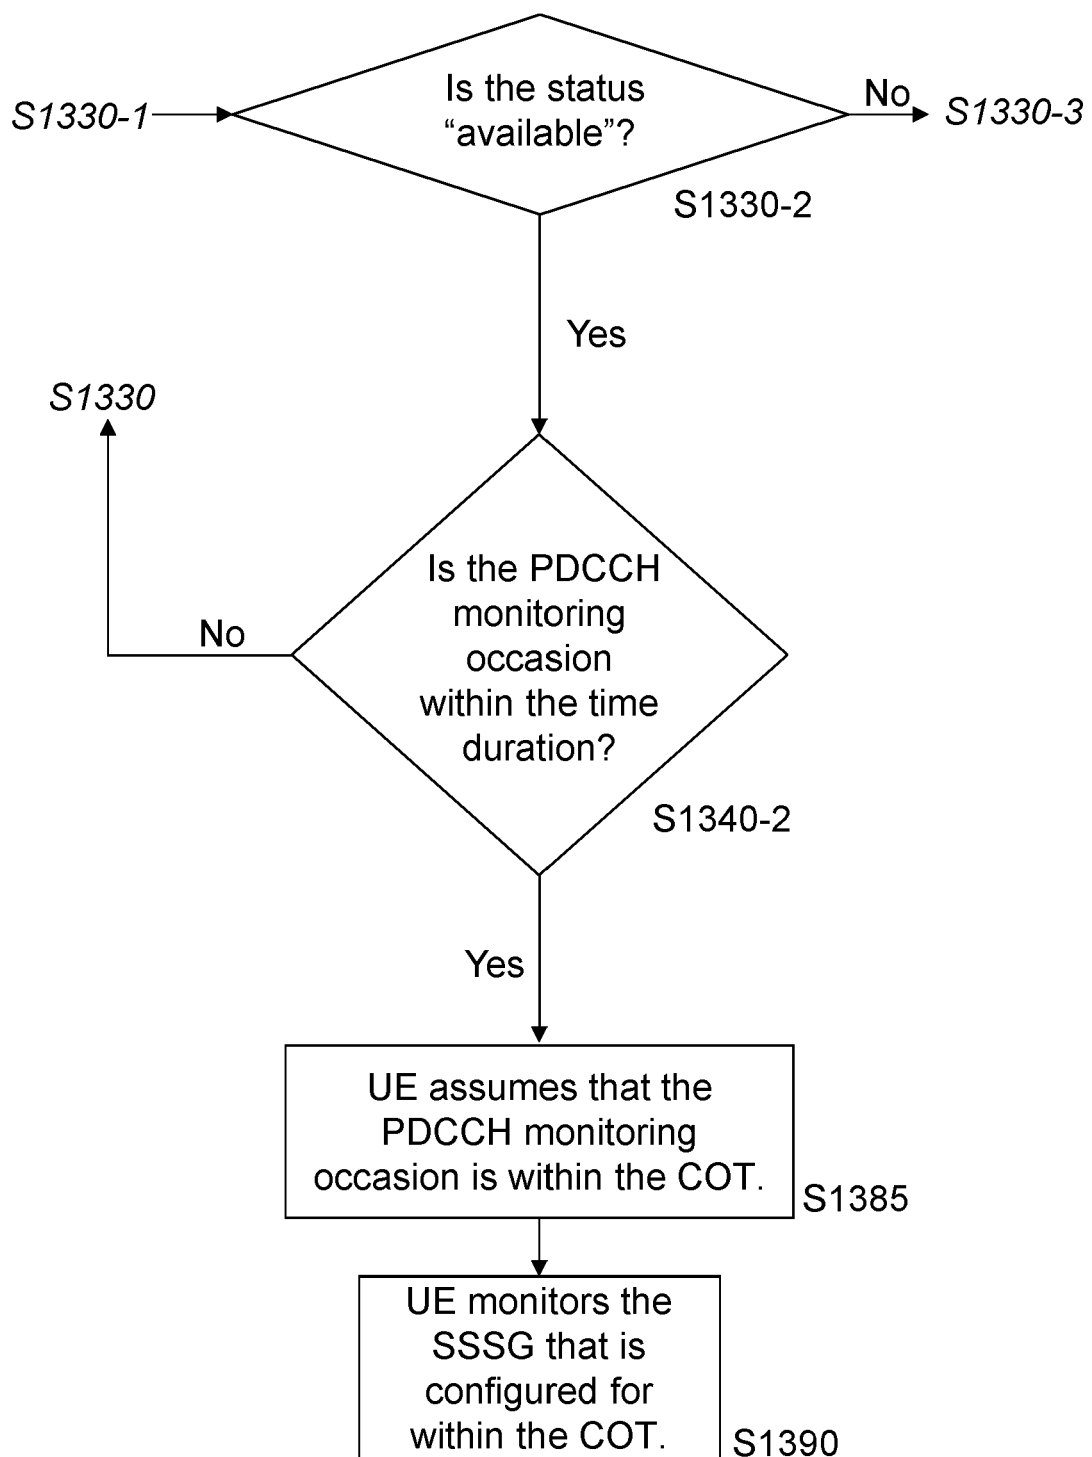 Is the status
“available”?
S1330-1
No
S1330-3
S1330-2
Yes
S1330
Is the PDCCH
monitoring
occasion
within the time
duration?
No
S1340-2
Yes
UE assumes that the
PDCCH monitoring
occasion is within the COT.
S1385
UE monitors the
SSSG that is
configured for
within the COT.
S1390